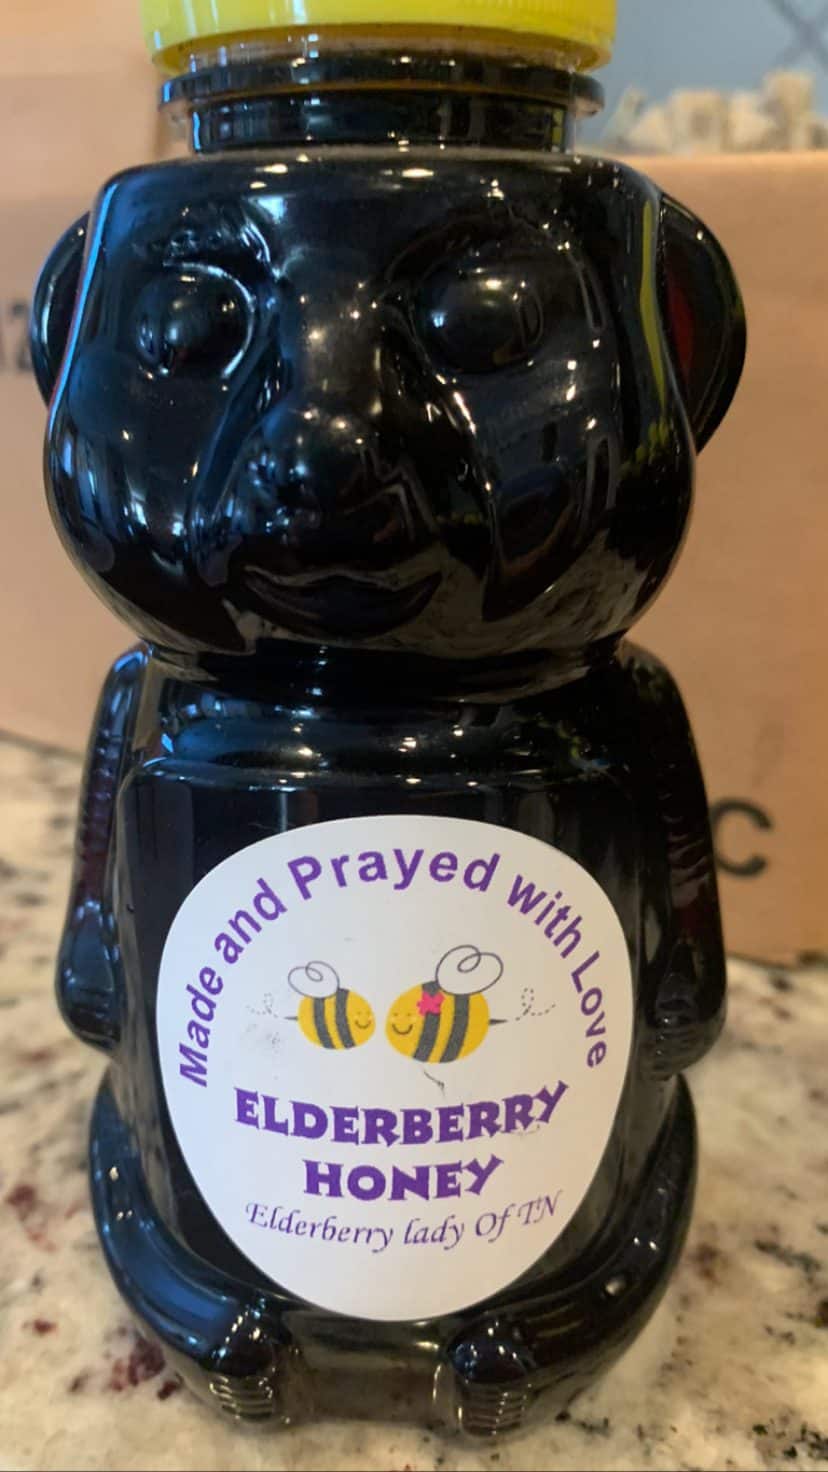 Made and Prayed with Love
ELDERBERRY
HONEY
Elderberry lady Of TN
C